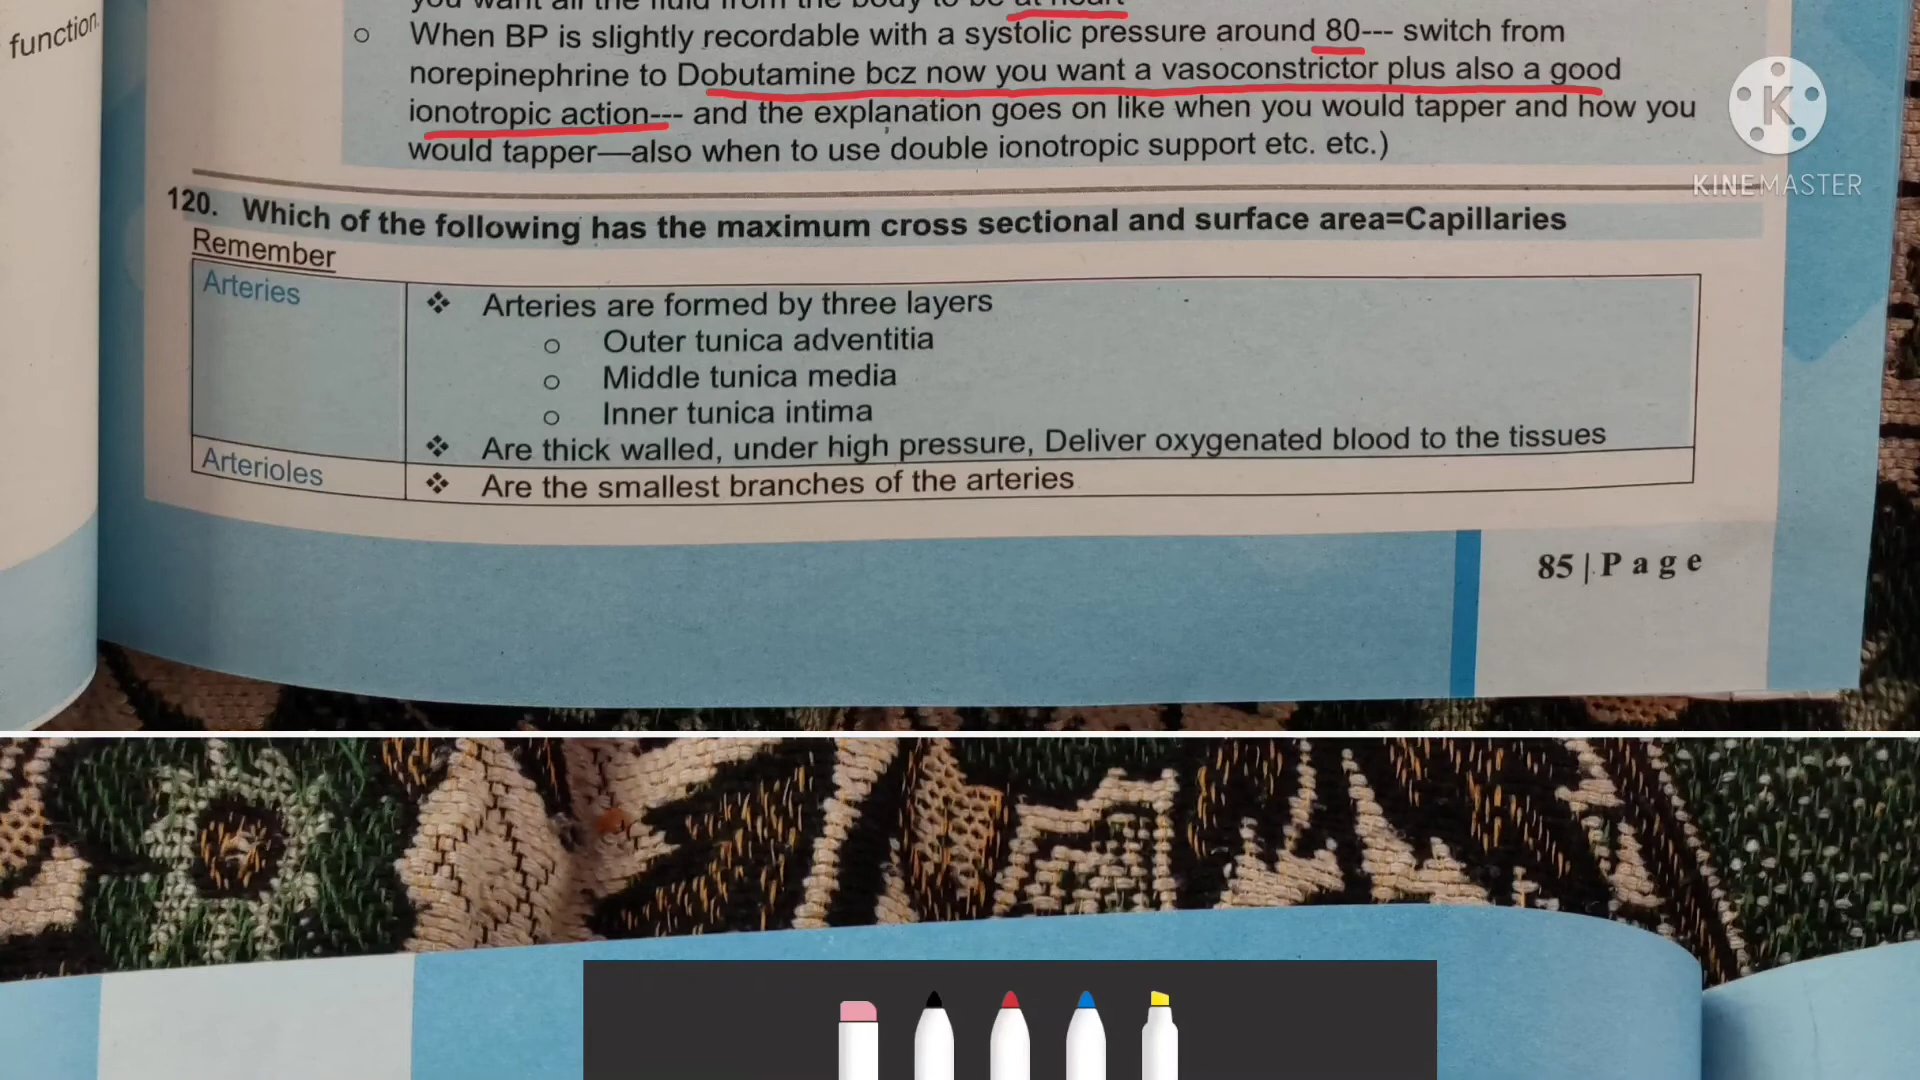 function.
you want all the fluid from the body to be at heart
o When BP is slightly recordable with a systolic pressure around 80--- switch from
norepinephrine to Dobutamine bcz now you want a vasoconstrictor plus also a good
ionotropic action--- and the explanation goes on like when you would tapper and how you
would tapper—also when to use double ionotropic support etc. etc.)
K
KINEMASTER
120. Which of the following has the maximum cross sectional and surface area=Capillaries
Remember
Arteries
❖ Arteries are formed by three layers
o Outer tunica adventitia
o Middle tunica media
o Inner tunica intima
❖ Are thick walled, under high pressure, Deliver oxygenated blood to the tissues
Arterioles
❖ Are the smallest branches of the arteries
85 | P a g e